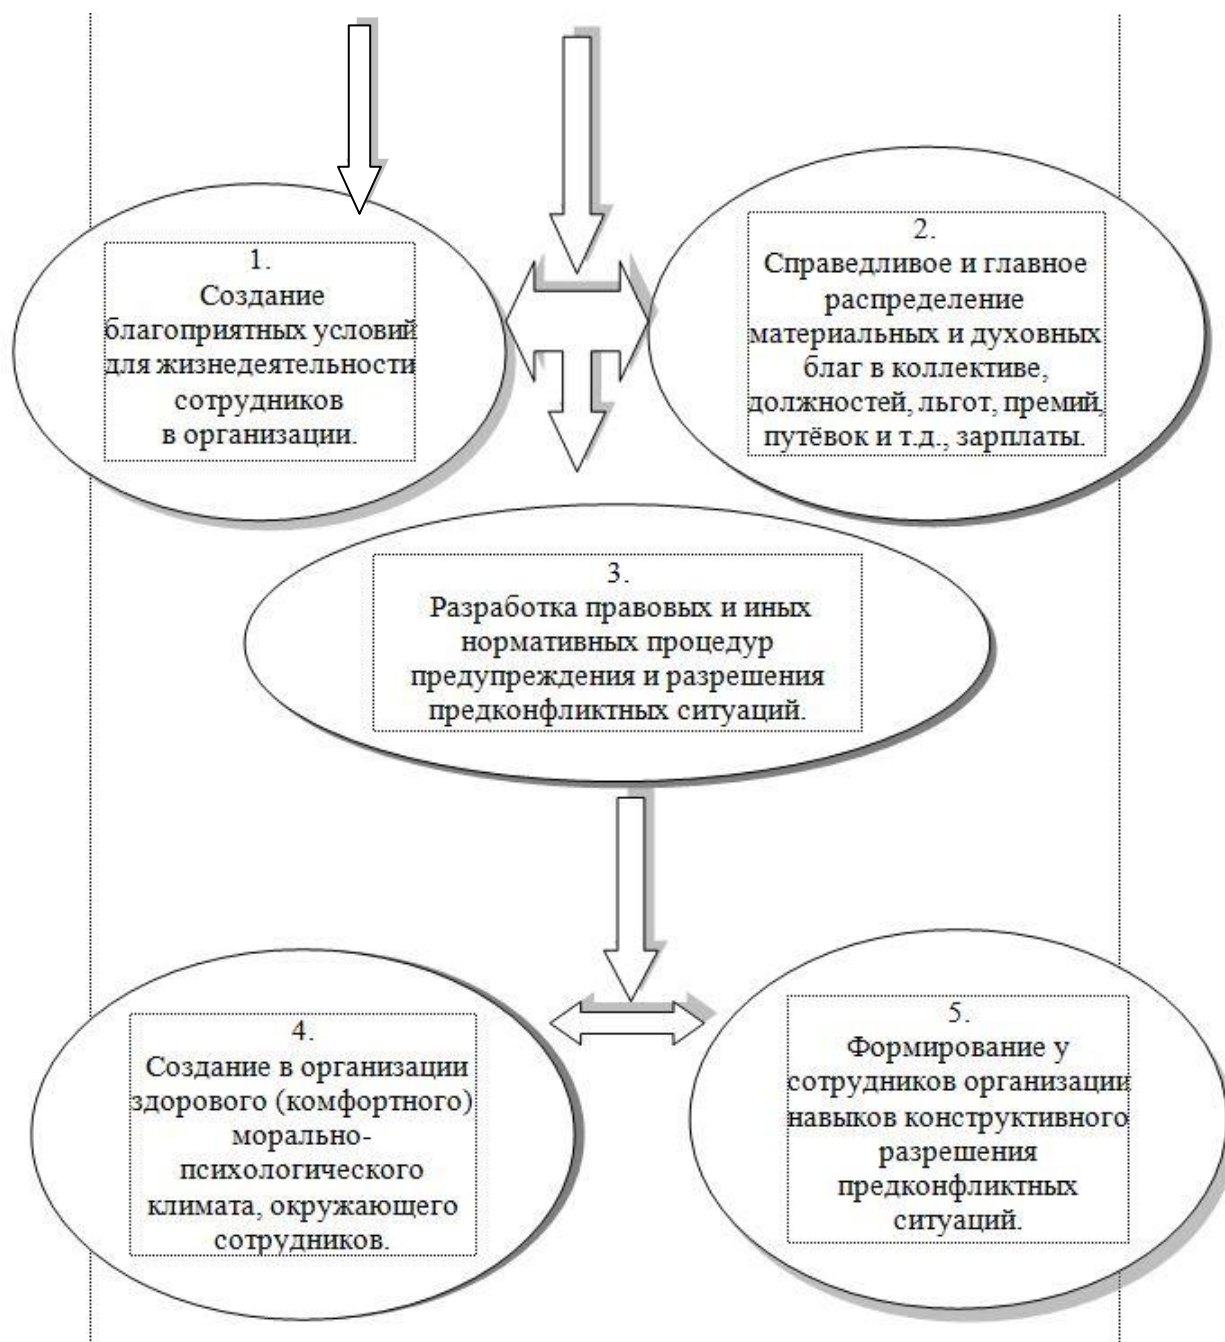 1.
Создание
благоприятных условий
для жизнедеятельности
сотрудников
в организации.
2.
Справедливое и главное
распределение
материальных и духовных
благ в коллективе,
должностей, льгот, премий,
путёвок и т.д., зарплаты.
3.
Разработка правовых и иных
нормативных процедур
предупреждения и разрешения
предконфликтных ситуаций.
4.
Создание в организации
здорового (комфортного)
морально-
психологического
климата, окружающего
сотрудников.
5.
Формирование у
сотрудников организации
навыков конструктивного
разрешения
предконфликтных
ситуаций.